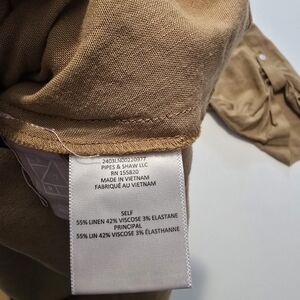 2403LN00220977
PIPES & SHAW LLC
RN 155820
MADE IN VIETNAM
FABRIQUÉ AU VIETNAM
SELF
55% LINEN 42% VISCOSE 3% ELASTANE
PRINCIPAL
55% LIN 42% VISCOSE 3% ÉLASTHANNE